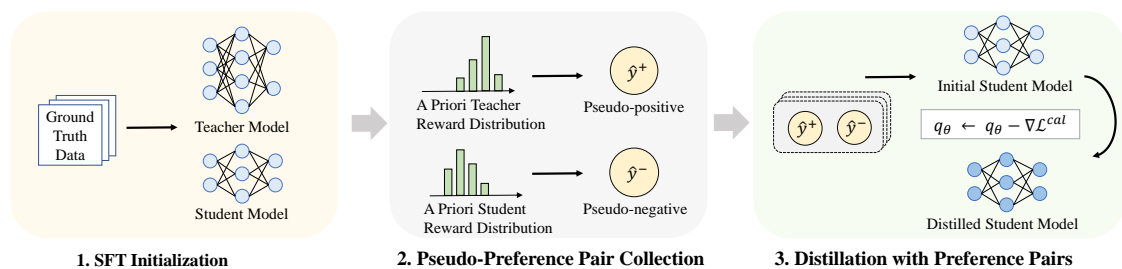 Ground
Truth
Data
Teacher Model
Student Model
1. SFT Initialization
A Priori Teacher
Reward Distribution
ŷ⁺
Pseudo-positive
A Priori Student
Reward Distribution
ŷ⁻
Pseudo-negative
2. Pseudo-Preference Pair Collection
ŷ⁺ ŷ⁻
Initial Student Model
q_θ ← q_θ − ∇ℒ^cal
Distilled Student Model
3. Distillation with Preference Pairs